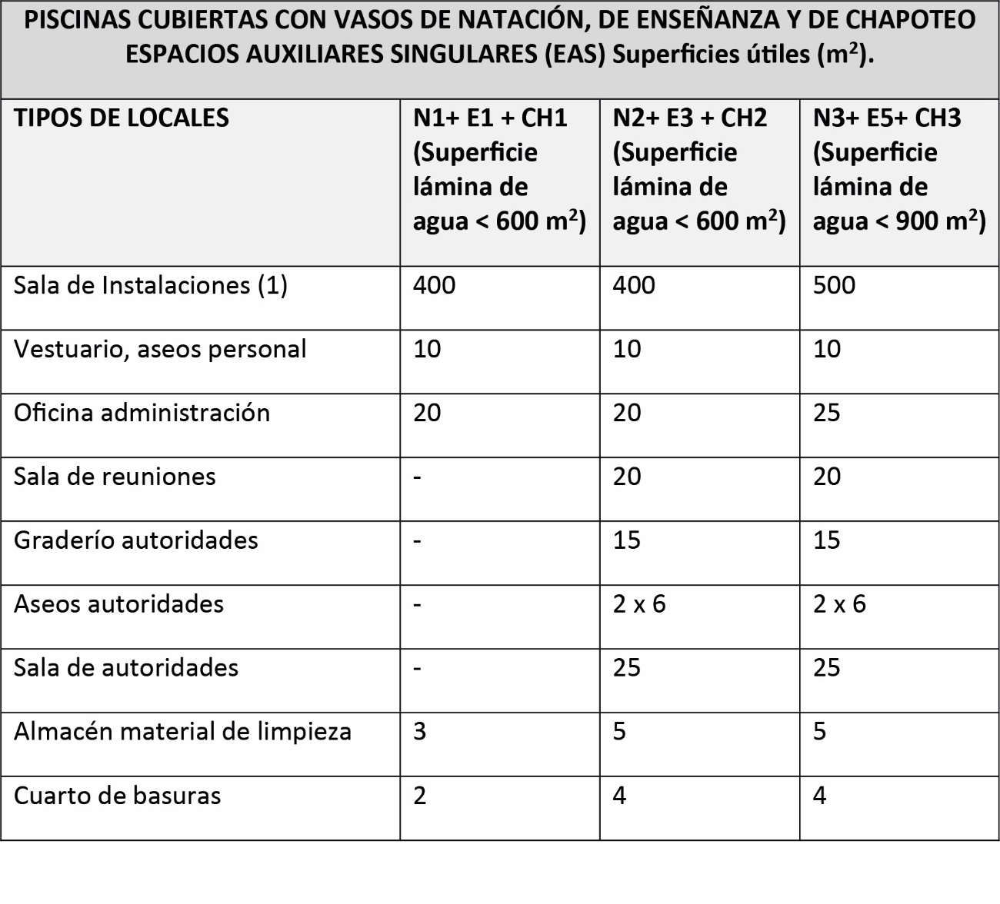 PISCINAS CUBIERTAS CON VASOS DE NATACIÓN, DE ENSEÑANZA Y DE CHAPOTEO
ESPACIOS AUXILIARES SINGULARES (EAS) Superficies útiles (m²).
TIPOS DE LOCALES
N1+ E1 + CH1
(Superficie
lámina de
agua < 600 m²)
N2+ E3 + CH2
(Superficie
lámina de
agua < 600 m²)
N3+ E5+ CH3
(Superficie
lámina de
agua < 900 m²)
Sala de Instalaciones (1) 400 400 500
Vestuario, aseos personal 10 10 10
Oficina administración 20 20 25
Sala de reuniones - 20 20
Graderío autoridades - 15 15
Aseos autoridades - 2 x 6 2 x 6
Sala de autoridades - 25 25
Almacén material de limpieza 3 5 5
Cuarto de basuras 2 4 4